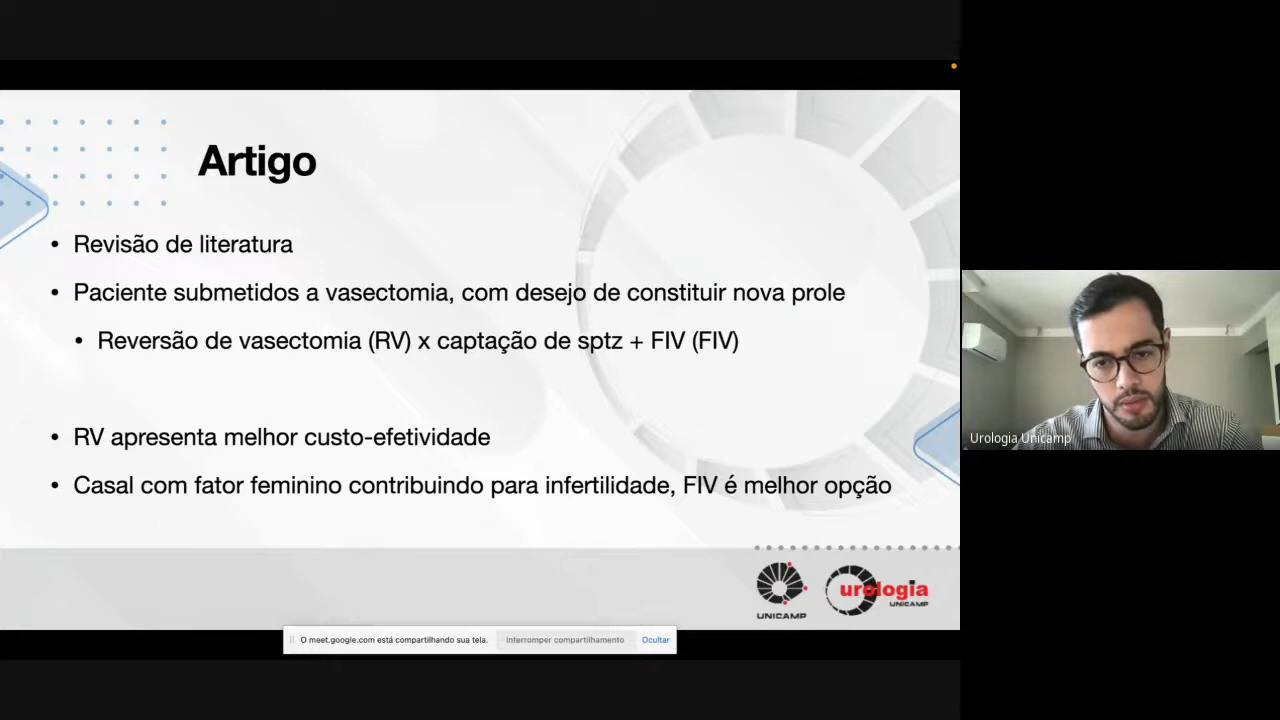 Artigo
• Revisão de literatura
• Paciente submetidos a vasectomia, com desejo de constituir nova prole
• Reversão de vasectomia (RV) x captação de sptz + FIV (FIV)
• RV apresenta melhor custo-efetividade
• Casal com fator feminino contribuindo para infertilidade, FIV é melhor opção
UNICAMP
urologia
UNICAMP
O meet.google.com está compartilhando sua tela.
Interromper compartilhamento
Ocultar
Urologia Unicamp